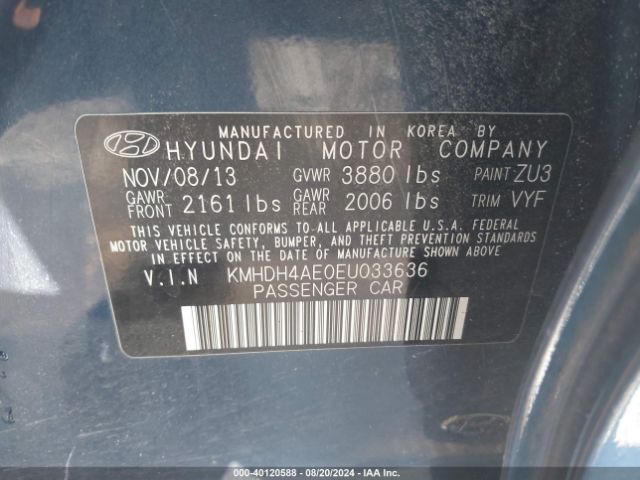 MANUFACTURED IN KOREA BY
HYUNDAI MOTOR COMPANY
NOV/08/13 GVWR 3880 lbs PAINT ZU3
GAWR FRONT 2161 lbs GAWR REAR 2006 lbs TRIM VYF
THIS VEHICLE CONFORMS TO ALL APPLICABLE U.S.A. FEDERAL
MOTOR VEHICLE SAFETY, BUMPER, AND THEFT PREVENTION STANDARDS
IN EFFECT ON THE DATE OF MANUFACTURE SHOWN ABOVE.
V.I.N KMHDH4AE0EU033636
PASSENGER CAR
000-40120588 - 08/20/2024 - IAA Inc.